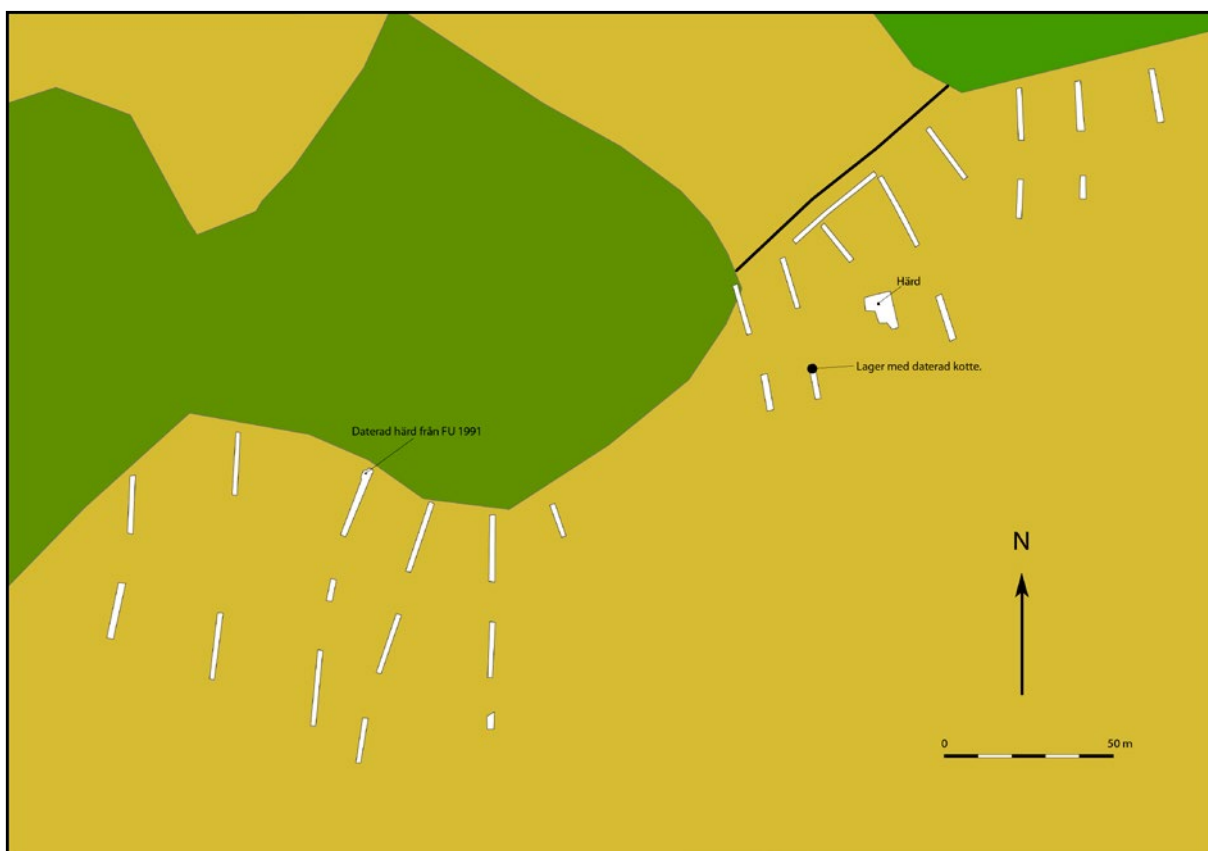 Härd
Lager med daterad kotte.
Daterad härd från FU 1991
N
0 50 m